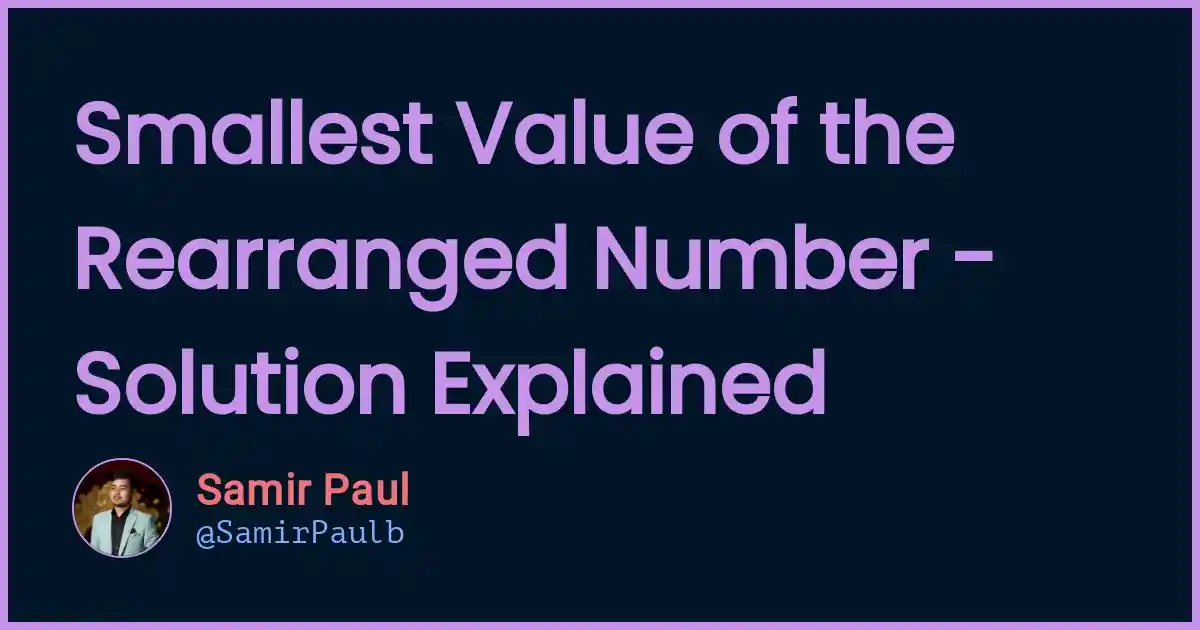 Smallest Value of the
Rearranged Number -
Solution Explained
Samir Paul
@SamirPaulb